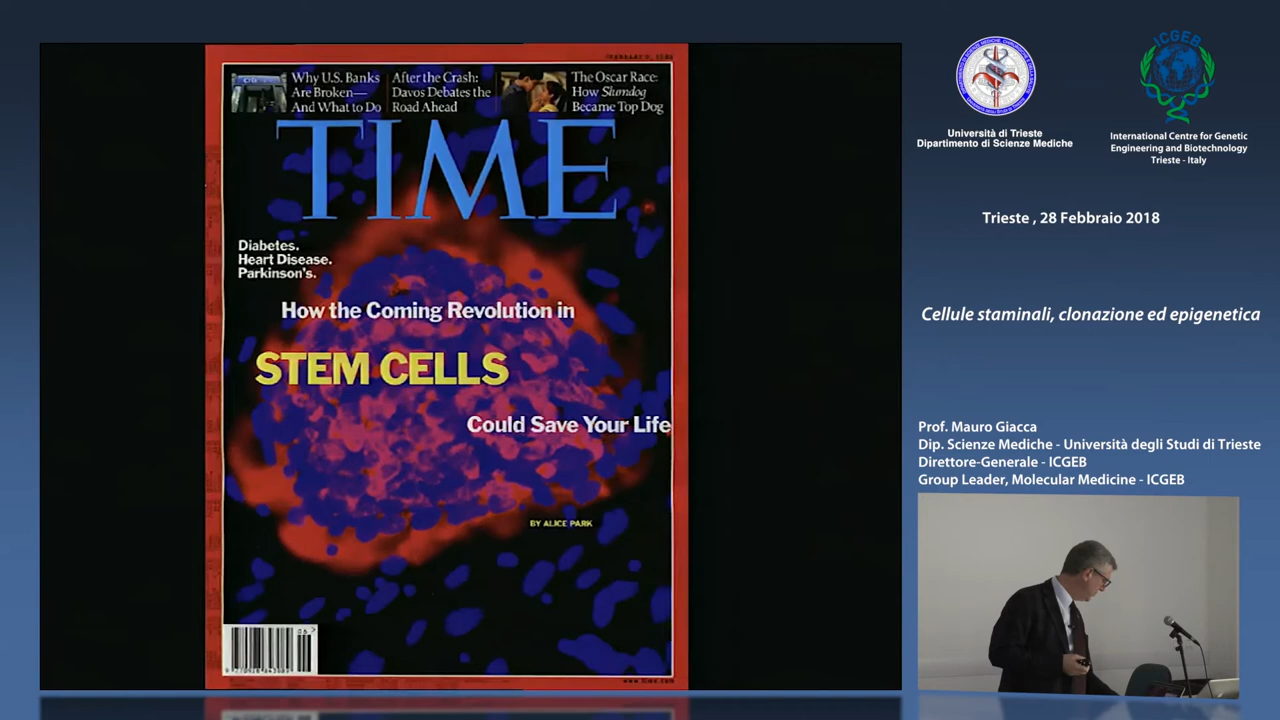 Why U.S. Banks
Are Broken—
And What to Do
After the Crash:
Davos Debates the
Road Ahead
The Oscar Race:
How Slumdog
Became Top Dog
TIME
Diabetes.
Heart Disease.
Parkinson's.
How the Coming Revolution in
STEM CELLS
Could Save Your Life
BY ALICE PARK
www.time.com
Università di Trieste
Dipartimento di Scienze Mediche
ICGEB
International Centre for Genetic
Engineering and Biotechnology
Trieste - Italy
Trieste , 28 Febbraio 2018
Cellule staminali, clonazione ed epigenetica
Prof. Mauro Giacca
Dip. Scienze Mediche - Università degli Studi di Trieste
Direttore-Generale - ICGEB
Group Leader, Molecular Medicine - ICGEB